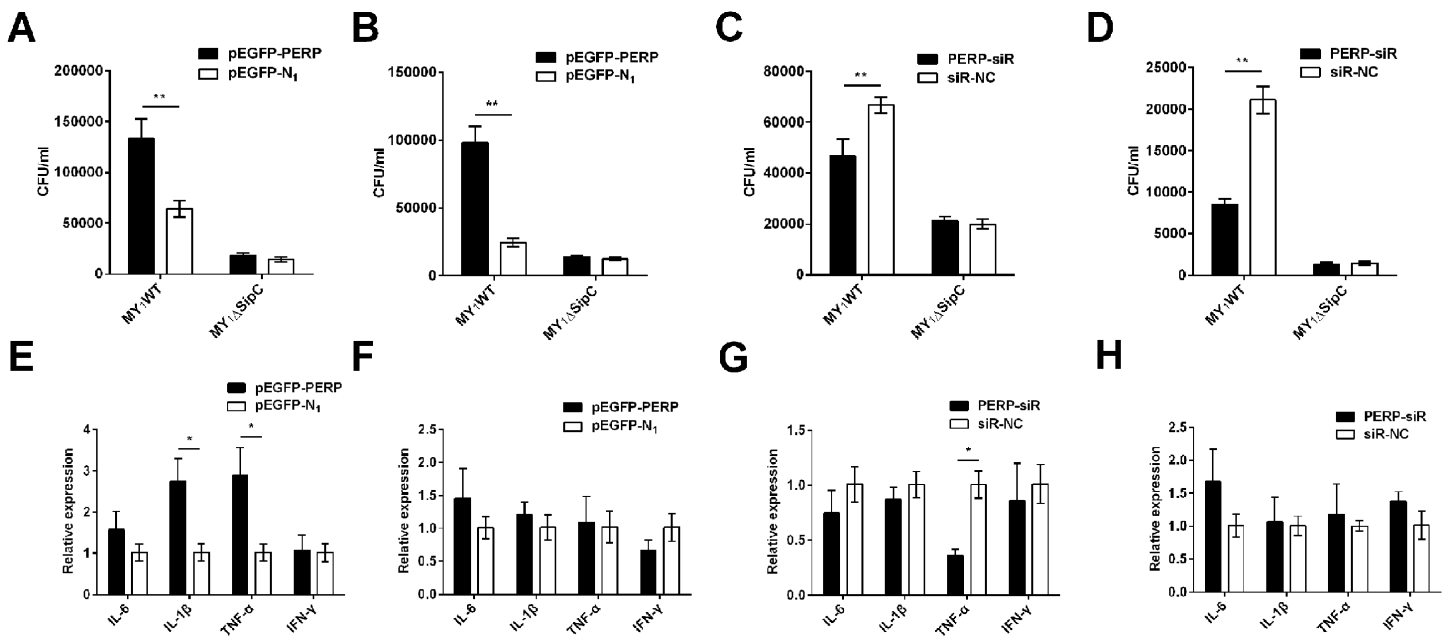 A
pEGFP-PERP
pEGFP-N1
200000
150000
100000
50000
0
CFU/ml
**
MY1WT
MY1ΔSipC
B
pEGFP-PERP
pEGFP-N1
150000
100000
50000
0
CFU/ml
**
MY1WT
MY1ΔSipC
C
PERP-siR
siR-NC
80000
60000
40000
20000
0
CFU/ml
**
MY1WT
MY1ΔSipC
D
PERP-siR
siR-NC
25000
20000
15000
10000
5000
0
CFU/ml
**
MY1WT
MY1ΔSipC
E
pEGFP-PERP
pEGFP-N1
4
3
2
1
0
Relative expression
*
*
IL-6
IL-1β
TNF-α
IFN-γ
F
pEGFP-PERP
pEGFP-N1
2.5
2.0
1.5
1.0
0.5
0.0
Relative expression
IL-6
IL-1β
TNF-α
IFN-γ
G
PERP-siR
siR-NC
1.5
1.0
0.5
0.0
Relative expression
*
IL-6
IL-1β
TNF-α
IFN-γ
H
PERP-siR
siR-NC
2.5
2.0
1.5
1.0
0.5
0.0
Relative expression
IL-6
IL-1β
TNF-α
IFN-γ